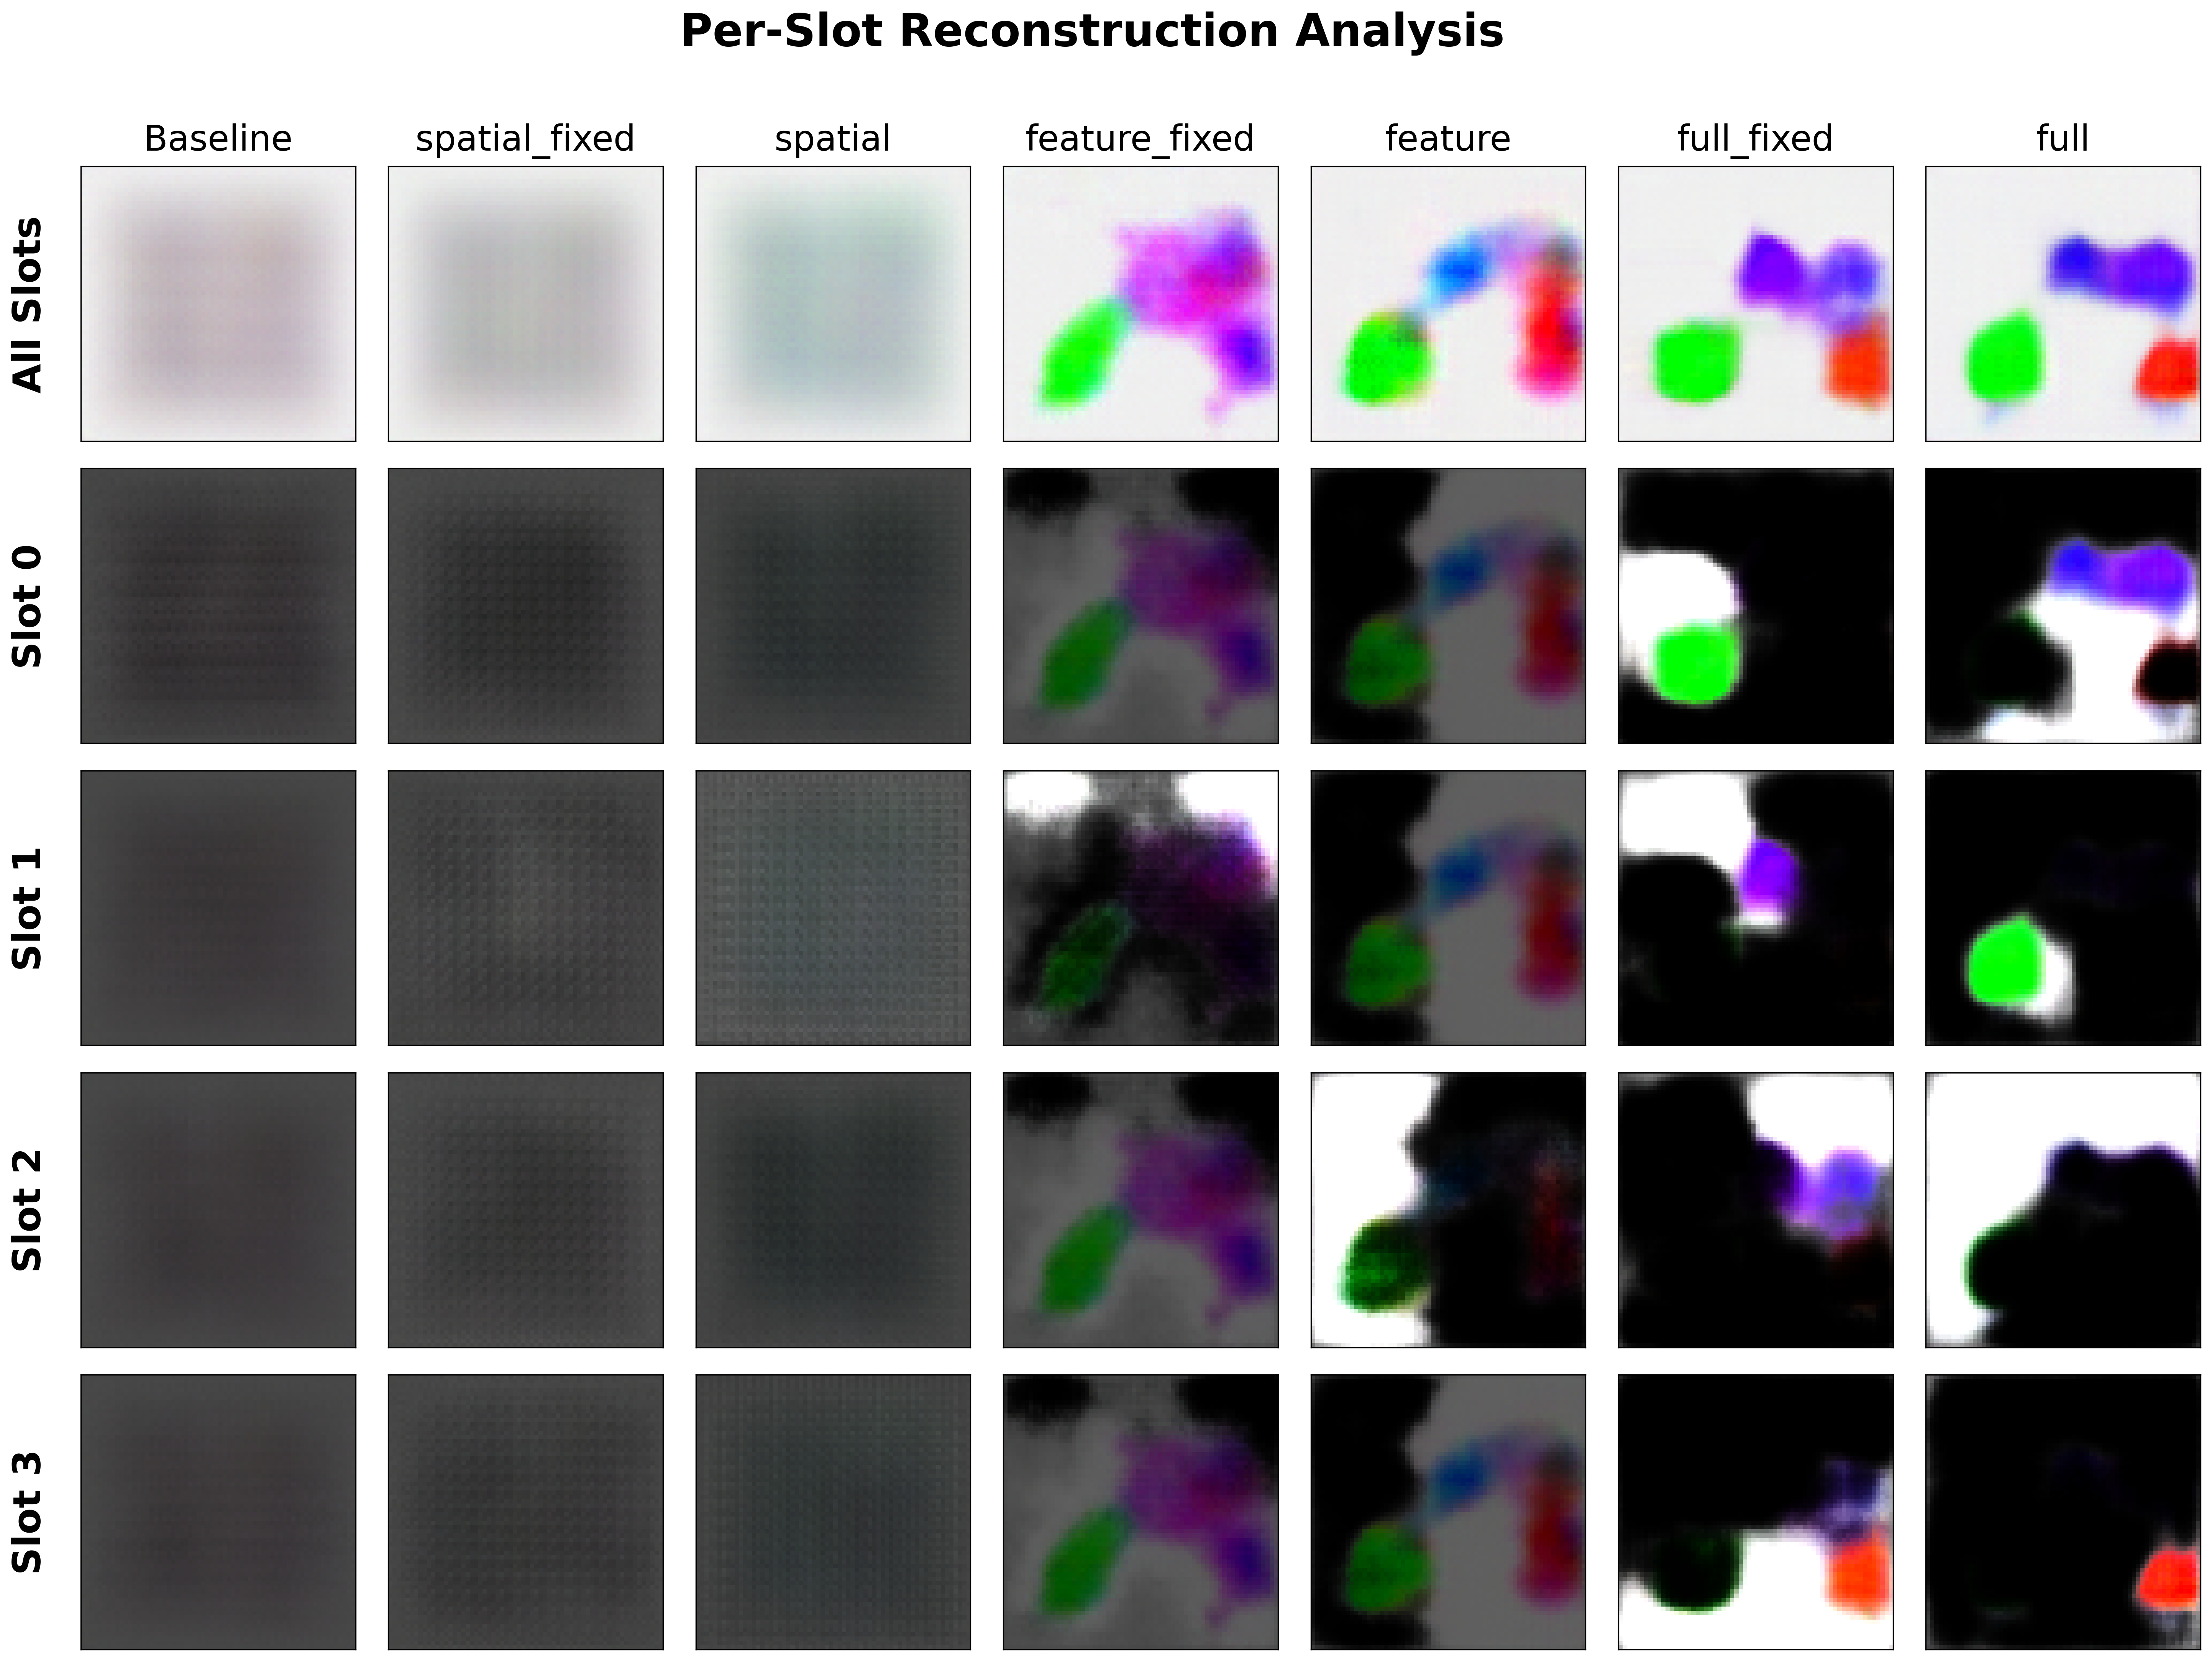 Per-Slot Reconstruction Analysis
Baseline spatial_fixed spatial feature_fixed feature full_fixed full
All Slots
Slot 0
Slot 1
Slot 2
Slot 3